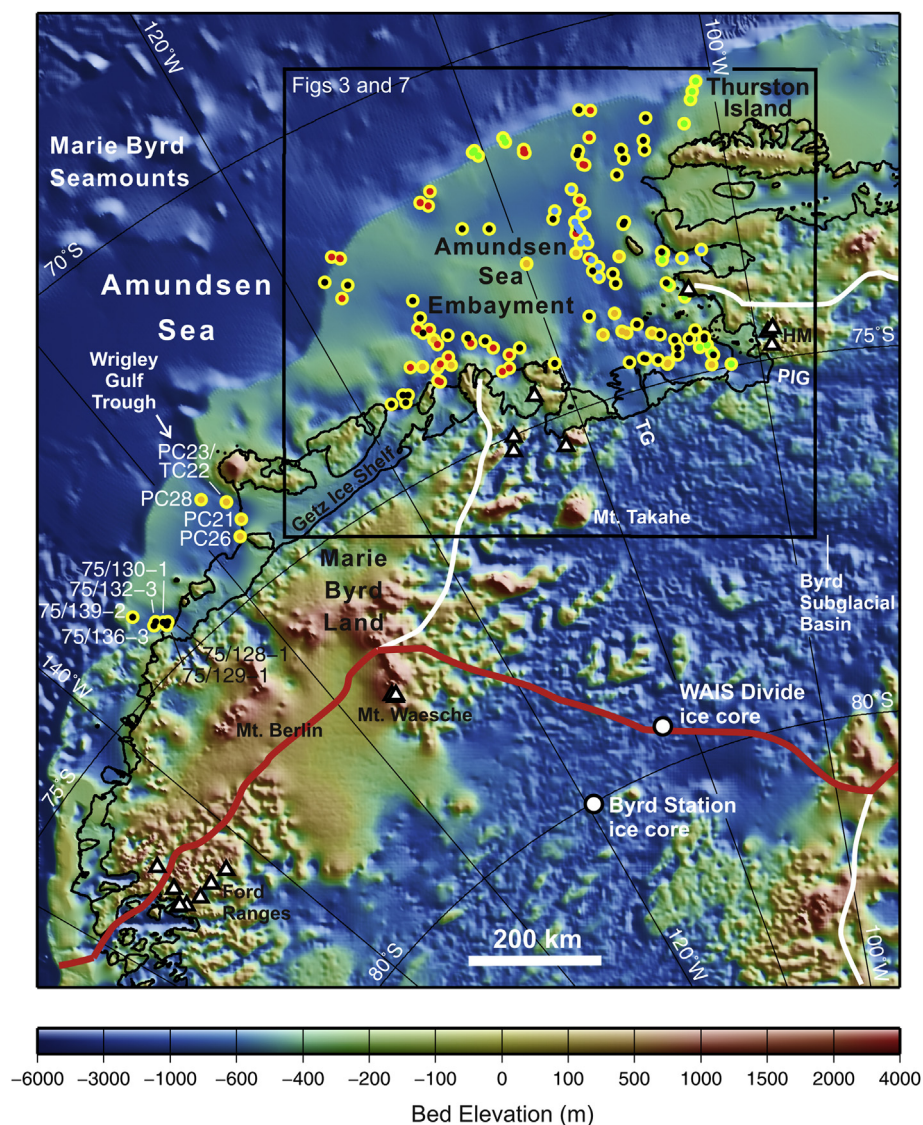 120°W
100°W
Figs 3 and 7
Thurston
Island
Marie Byrd
Seamounts
70°S
Amundsen
Sea
Embayment
Amundsen
Sea
HM
75°S
Wrigley
Gulf
Trough
PIG
TG
PC23/
TC22
PC28
PC21
PC26
Getz Ice Shelf
Mt. Takahe
Marie
Byrd
Land
75/130–1
75/132–3
75/139–2
75/136–3
Byrd
Subglacial
Basin
75/128–1
75/129–1
140°W
WAIS Divide
ice core
80°S
Mt. Waesche
Mt. Berlin
75°S
Byrd Station
ice core
Ford
Ranges
200 km
80°S
120°W
100°W
−6000 −3000 −1000 −600 −400 −200 −100 0 100 500 1000 1500 2000 4000
Bed Elevation (m)